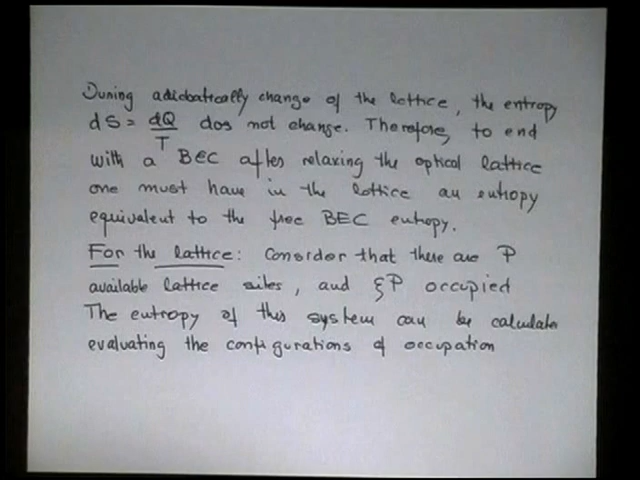 During adiabatically change of the lattice, the entropy
dS = dQ/T dos not change. Therefore, to end
with a BEC after relaxing the optical lattice
one must have in the lattice an entropy
equivalent to the free BEC entropy.
For the lattice: Consider that there are P
available lattice sites, and ξP occupied
The entropy of this system can be calculate
evaluating the configurations of occupation